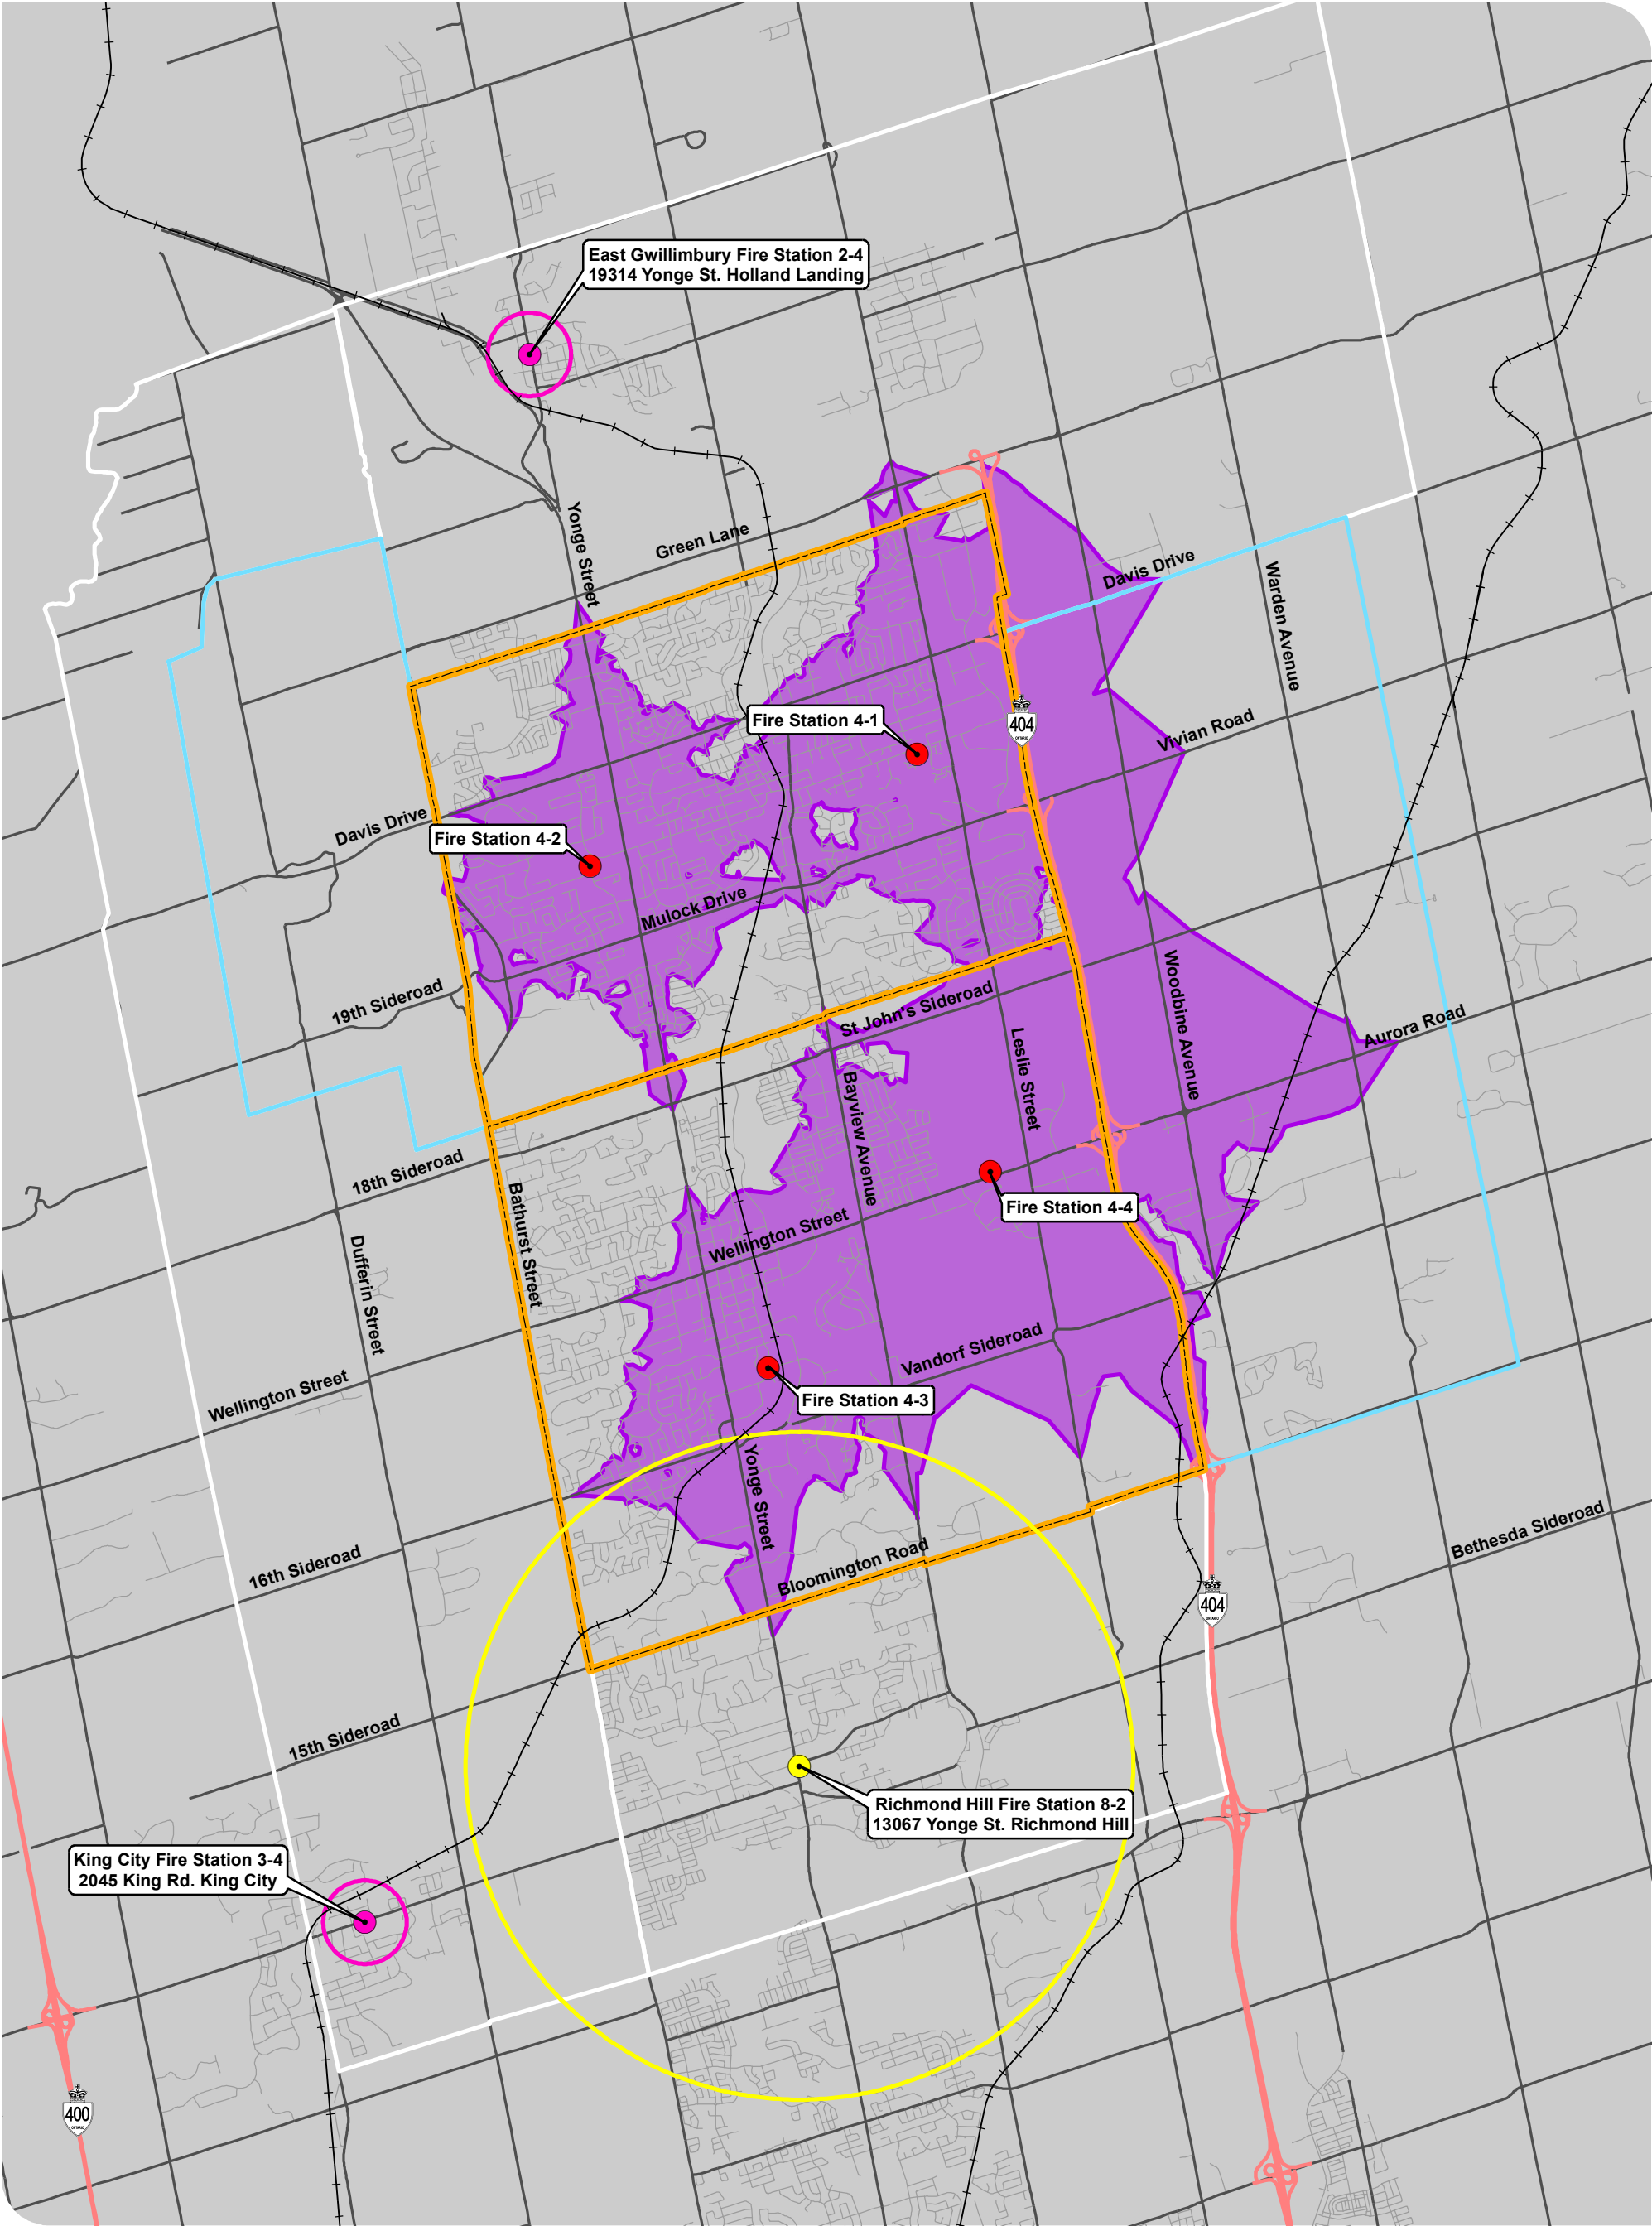 East Gwillimbury Fire Station 2-4
19314 Yonge St. Holland Landing
Yonge Street
Green Lane
Davis Drive
Warden Avenue
Fire Station 4-1
404
ONTARIO
Vivian Road
Davis Drive
Fire Station 4-2
Mulock Drive
19th Sideroad
St John's Sideroad
Woodbine Avenue
Aurora Road
Leslie Street
Bayview Avenue
18th Sideroad
Bathurst Street
Fire Station 4-4
Wellington Street
Dufferin Street
Vandorf Sideroad
Wellington Street
Fire Station 4-3
Yonge Street
Bethesda Sideroad
16th Sideroad
Bloomington Road
404
ONTARIO
15th Sideroad
Richmond Hill Fire Station 8-2
13067 Yonge St. Richmond Hill
King City Fire Station 3-4
2045 King Rd. King City
400
ONTARIO